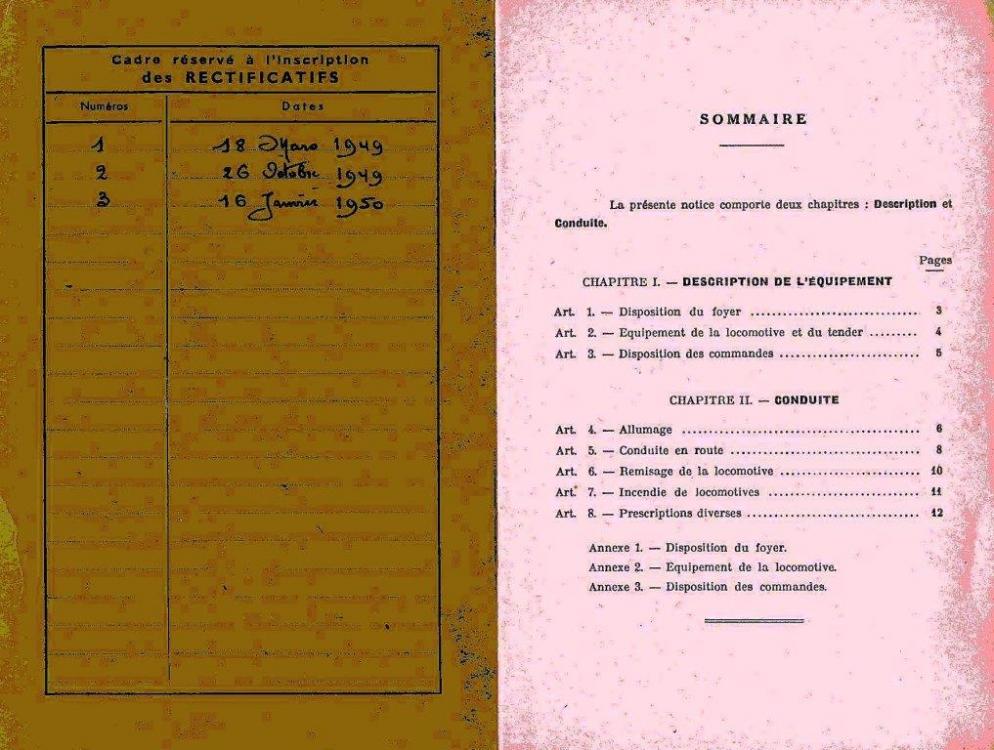 Cadre réservé à l'inscription
des RECTIFICATIFS
Numéros Dates
1 18 Mars 1949
2 26 Octobre 1949
3 16 Janvier 1950
SOMMAIRE
La présente notice comporte deux chapitres : Description et
Conduite.
Pages
CHAPITRE I. — DESCRIPTION DE L'ÉQUIPEMENT
Art. 1. — Disposition du foyer ................................ 3
Art. 2. — Equipement de la locomotive et du tender ......... 4
Art. 3. — Disposition des commandes ......................... 5
CHAPITRE II. — CONDUITE
Art. 4. — Allumage ........................................... 6
Art. 5. — Conduite en route .................................. 8
Art. 6. — Remisage de la locomotive ......................... 10
Art. 7. — Incendie de locomotives ........................... 11
Art. 8. — Prescriptions diverses ............................... 12
Annexe 1. — Disposition du foyer.
Annexe 2. — Equipement de la locomotive.
Annexe 3. — Disposition des commandes.